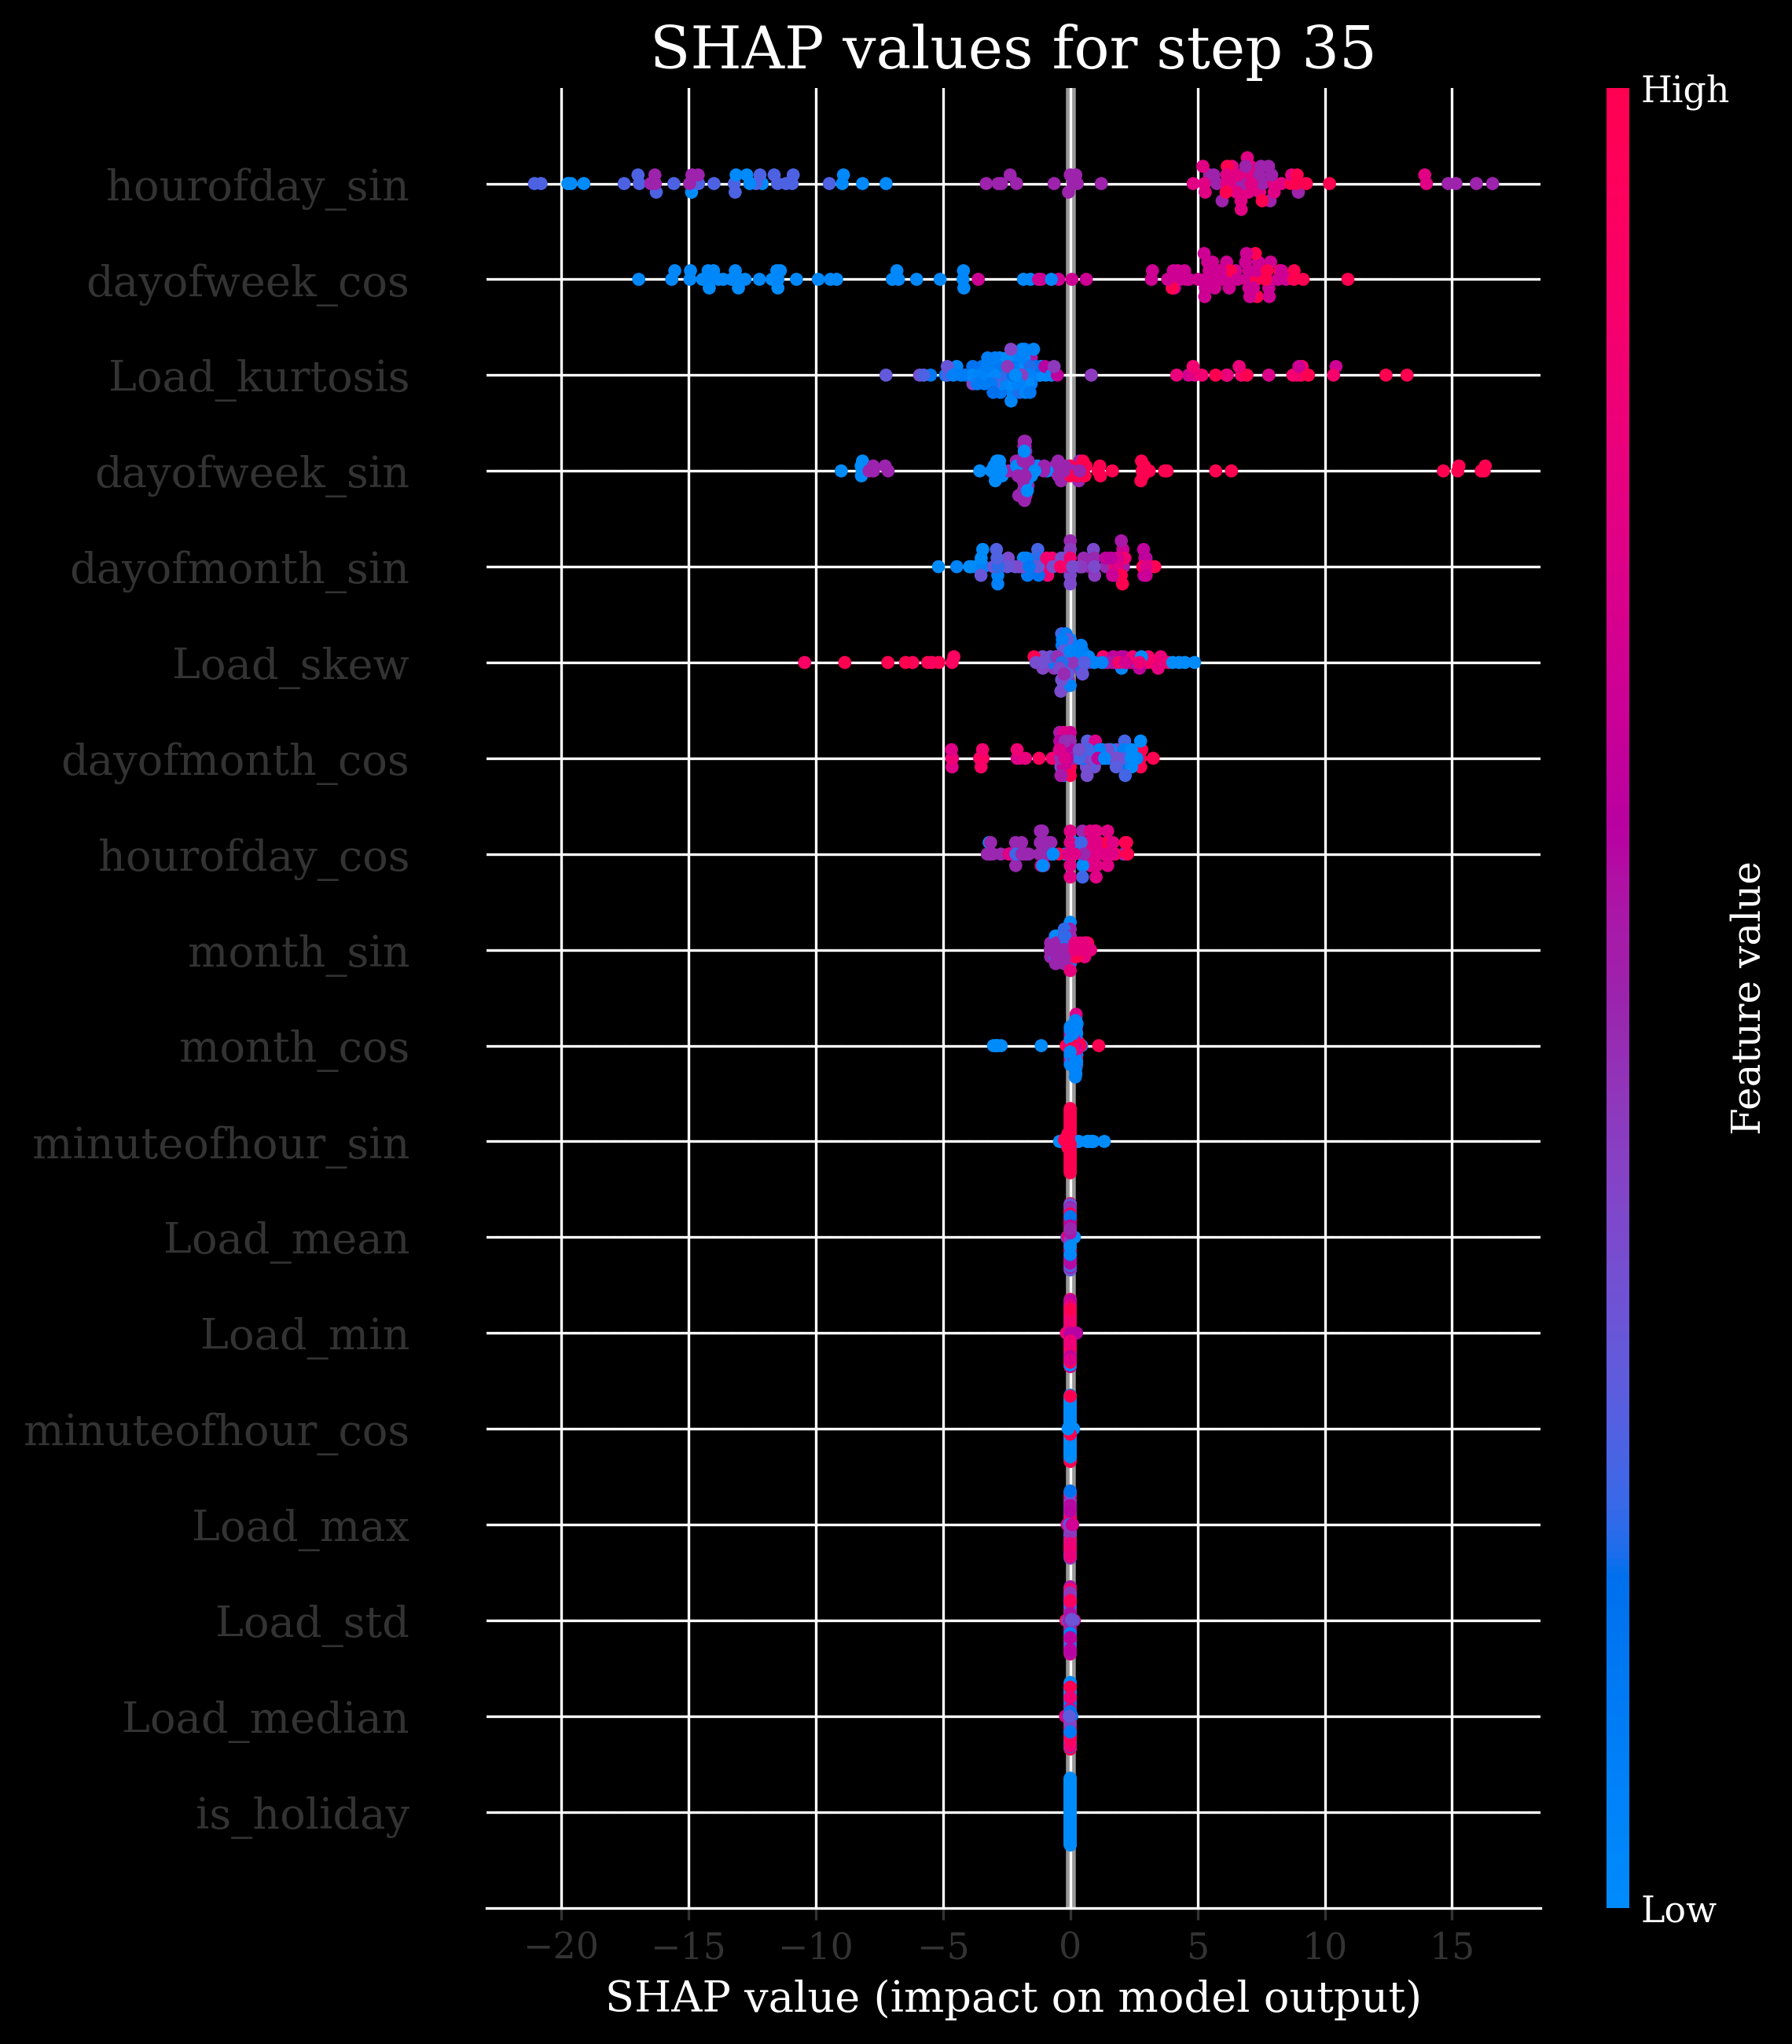 SHAP values for step 35
High
hourofday_sin
dayofweek_cos
Load_kurtosis
dayofweek_sin
dayofmonth_sin
Load_skew
dayofmonth_cos
hourofday_cos
month_sin
month_cos
minuteofhour_sin
Load_mean
Load_min
minuteofhour_cos
Load_max
Load_std
Load_median
is_holiday
Feature value
Low
−20 −15 −10 −5 0 5 10 15
SHAP value (impact on model output)